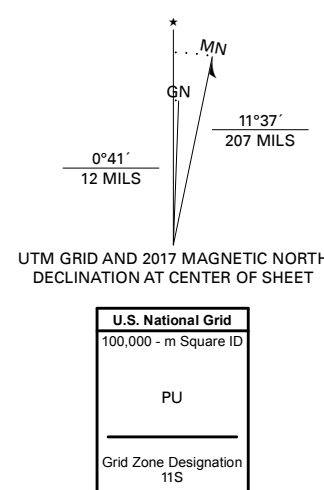 ★
MN
GN
11°37´
207 MILS
0°41´
12 MILS
UTM GRID AND 2017 MAGNETIC NORTH
DECLINATION AT CENTER OF SHEET
U.S. National Grid
100,000 - m Square ID
PU
Grid Zone Designation
11S